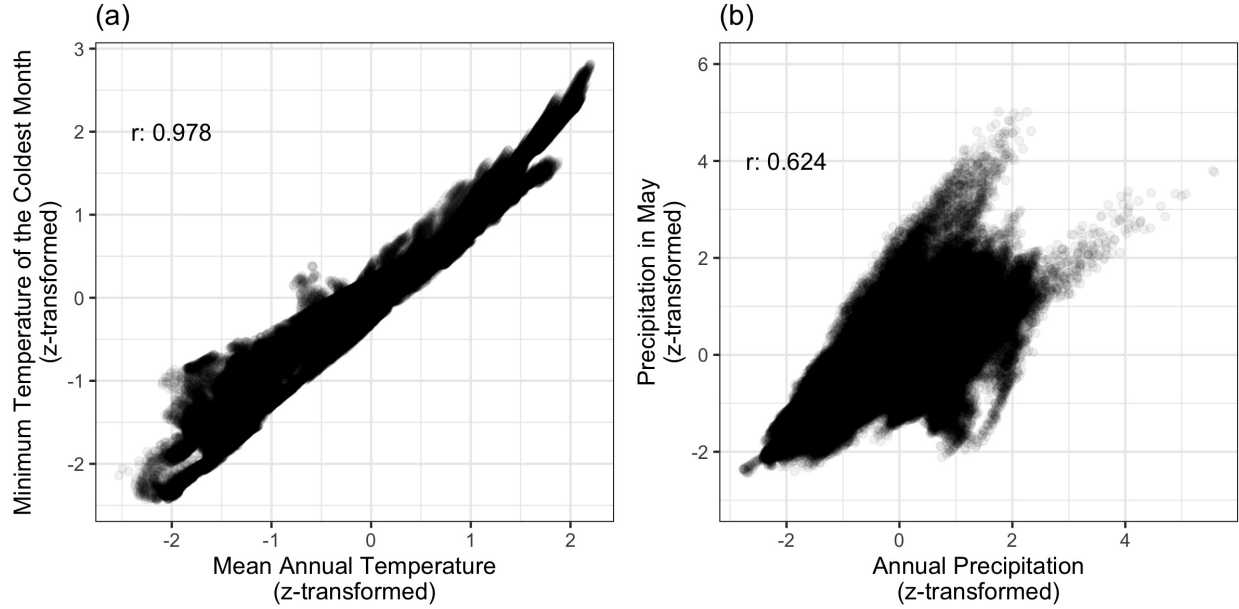 (a)
Minimum Temperature of the Coldest Month
(z-transformed)
3
2
1
0
-1
-2
r: 0.978
-2
-1
0
1
2
Mean Annual Temperature
(z-transformed)
(b)
Precipitation in May
(z-transformed)
6
4
2
0
-2
r: 0.624
-2
0
2
4
Annual Precipitation
(z-transformed)